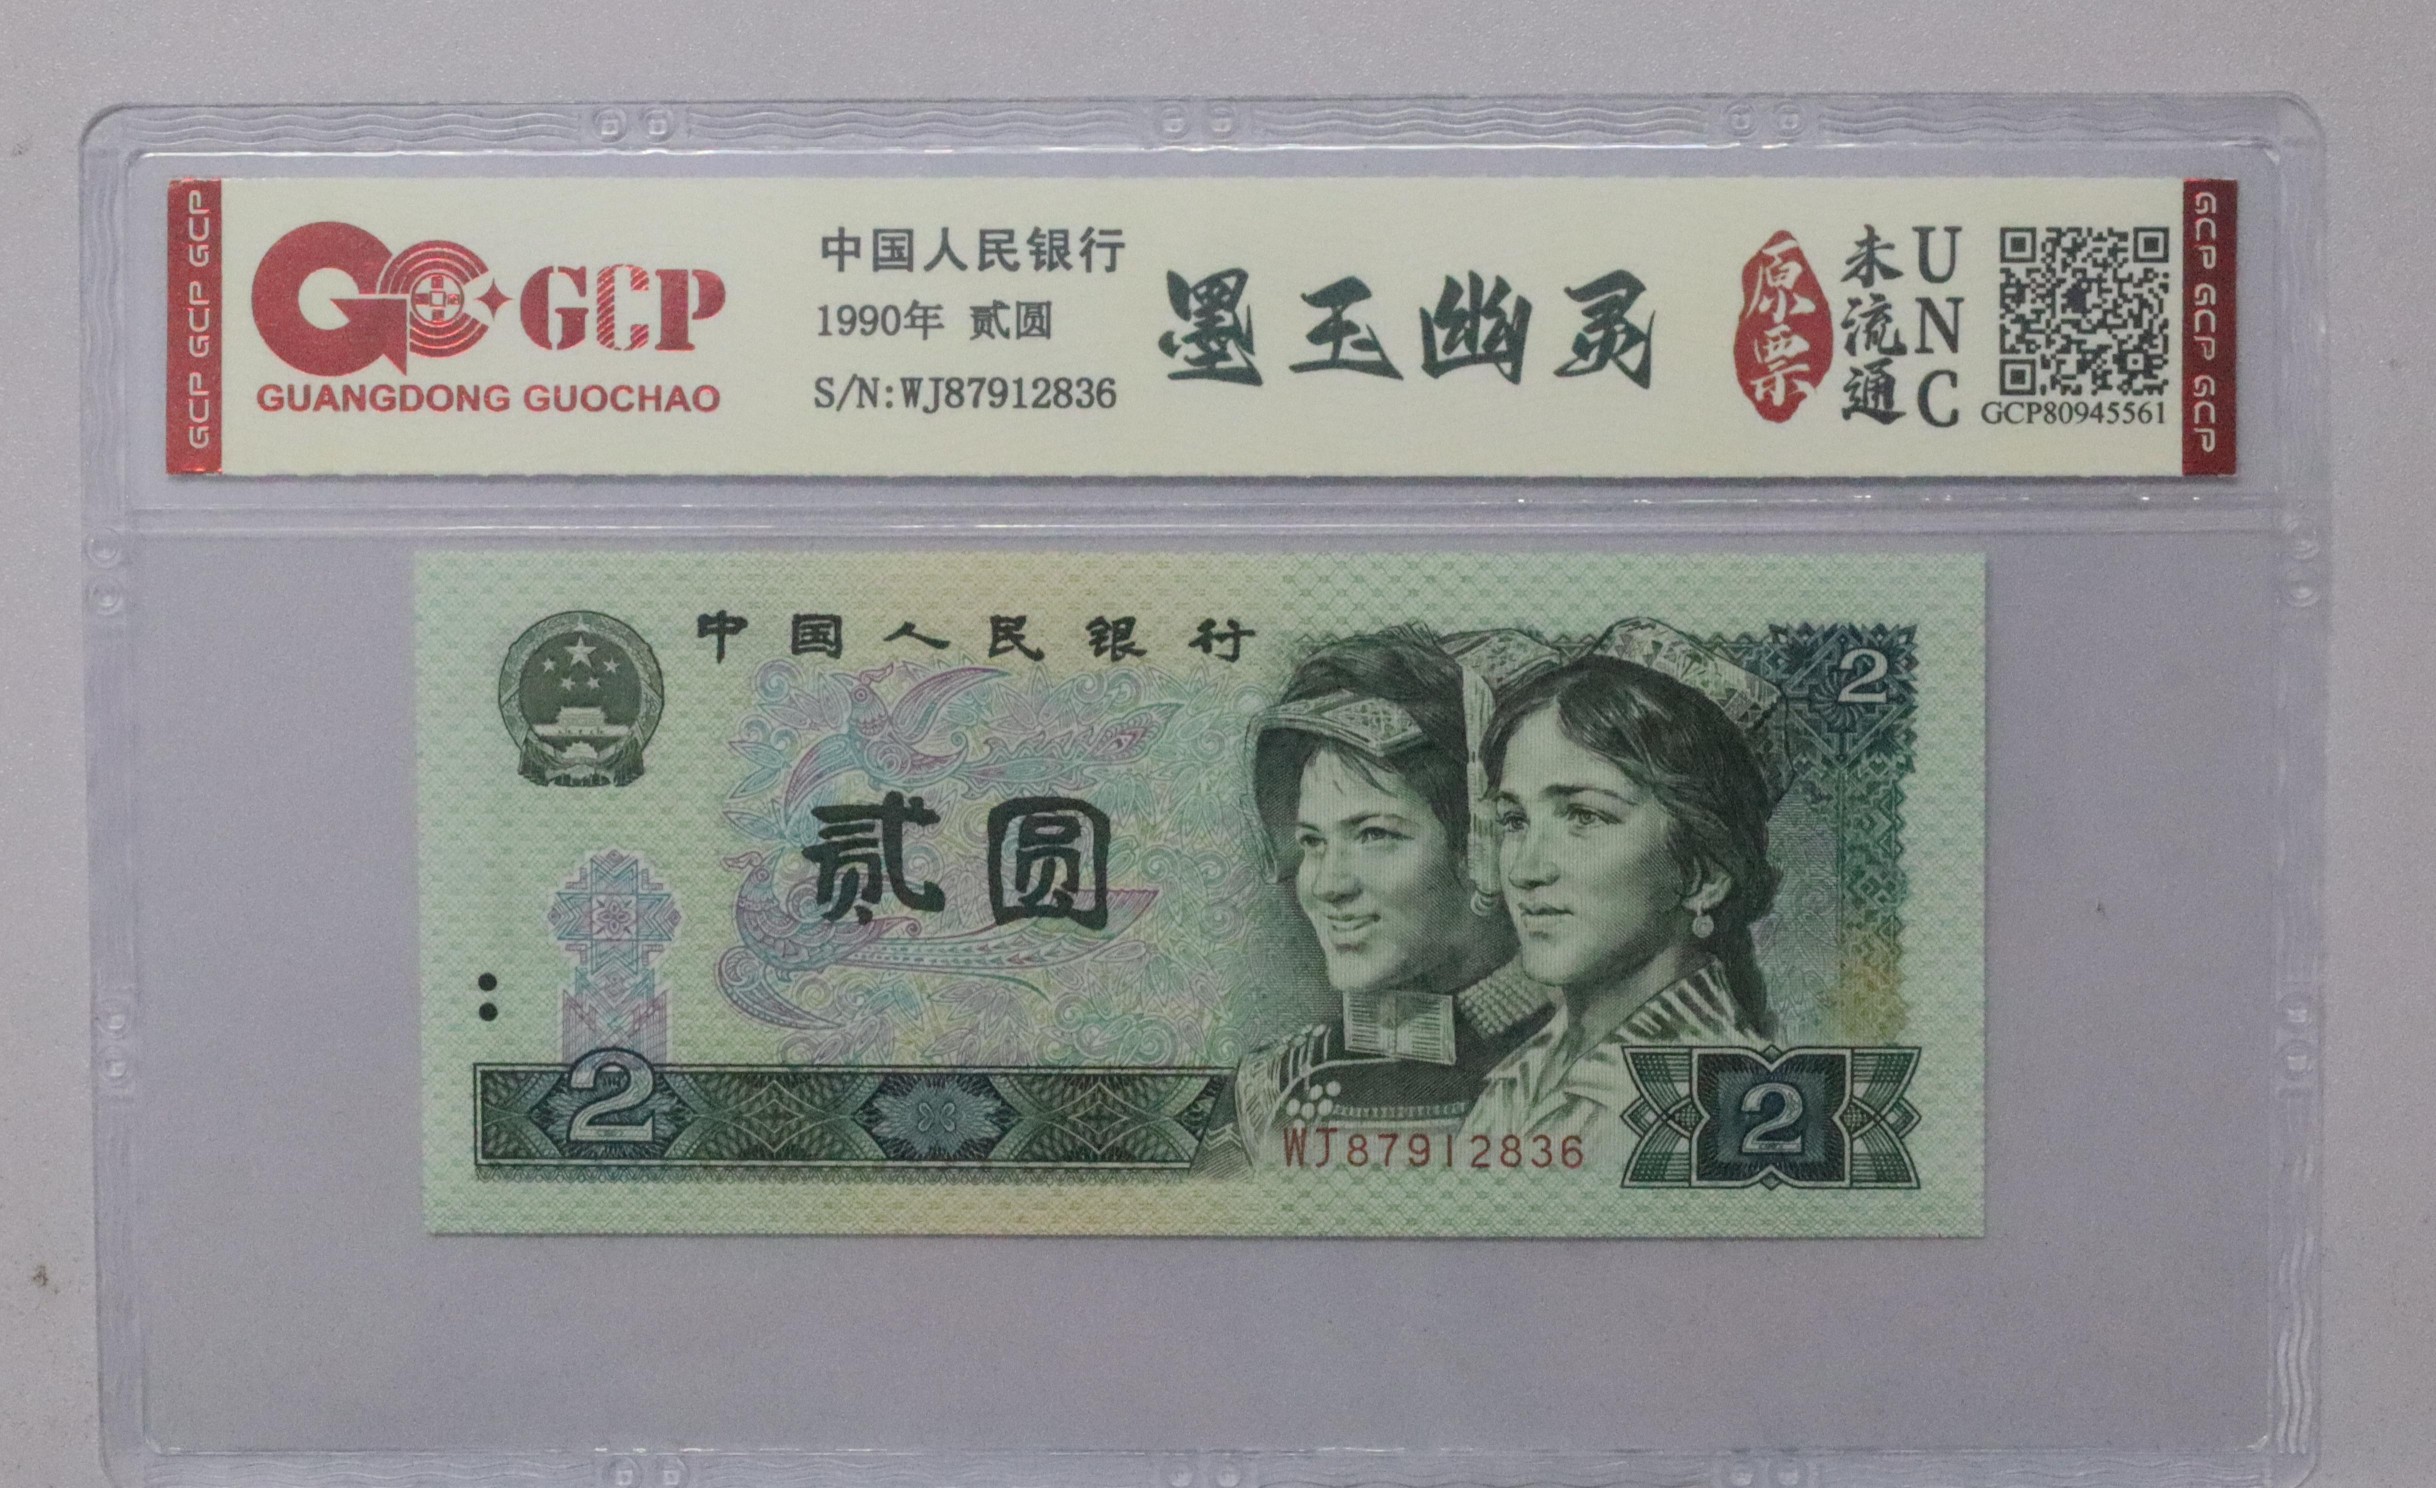 GCP GCP GCP
GCP
GUANGDONG GUOCHAO
中国人民银行
1990年 贰圆
S/N:WJ87912836
墨玉幽灵
原票
未流通
UNC
GCP80945561
GCP GCP GCP
中国人民银行
2
贰圆
2
WJ87912836
2